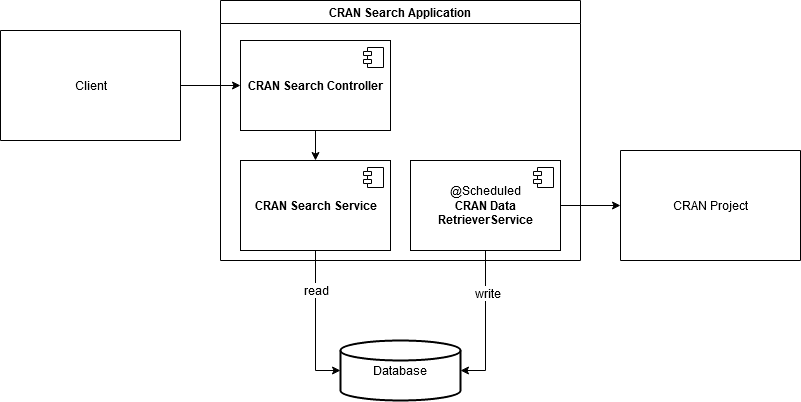 CRAN Search Application
Client
CRAN Search Controller
CRAN Search Service
@Scheduled
CRAN Data
RetrieverService
CRAN Project
read
write
Database